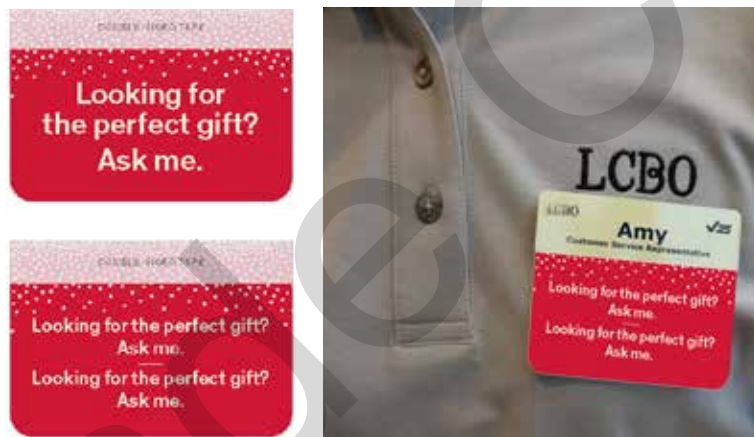 DOUBLE-SIDED TAPE
Looking for
the perfect gift?
Ask me.
DOUBLE-SIDED TAPE
Looking for the perfect gift?
Ask me.
Looking for the perfect gift?
Ask me.
LCBO
LCBO
Amy
Customer Service Representative
Looking for the perfect gift?
Ask me.
Looking for the perfect gift?
Ask me.